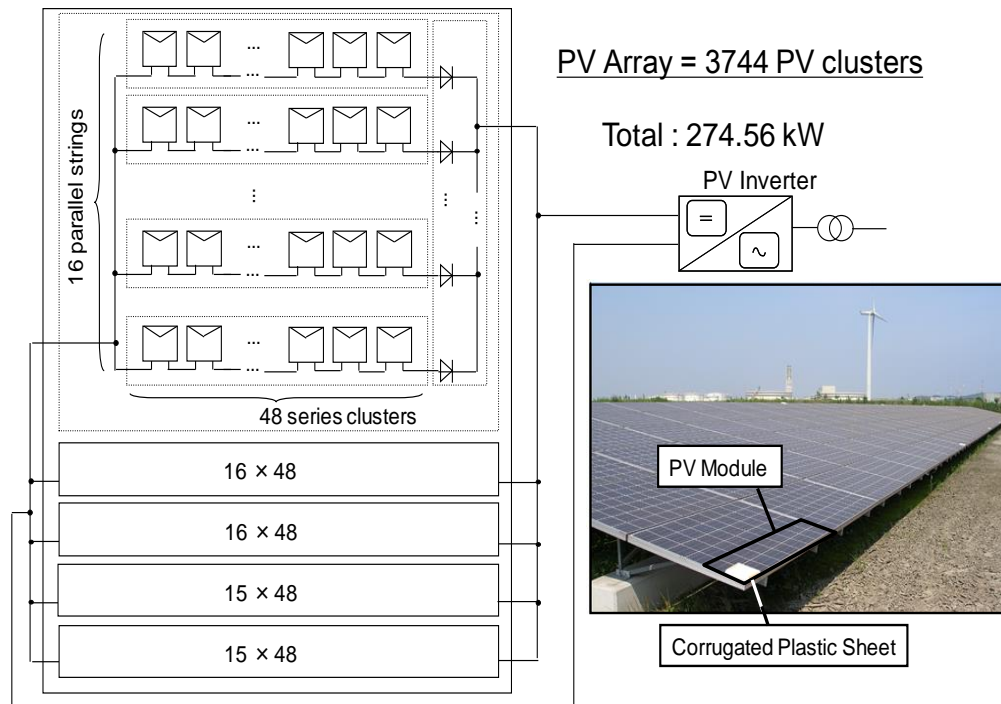 PV Array = 3744 PV clusters
Total : 274.56 kW
PV Inverter
=
~
16 parallel strings
...
...
...
...
...
...
...
48 series clusters
16 × 48
16 × 48
15 × 48
15 × 48
PV Module
Corrugated Plastic Sheet